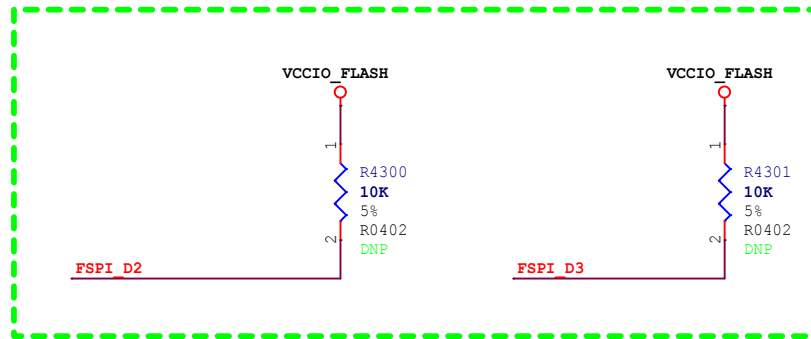 VCCIO_FLASH
1
R4300
10K
5%
R0402
2
DNP
FSPI_D2
VCCIO_FLASH
1
R4301
10K
5%
R0402
2
DNP
FSPI_D3